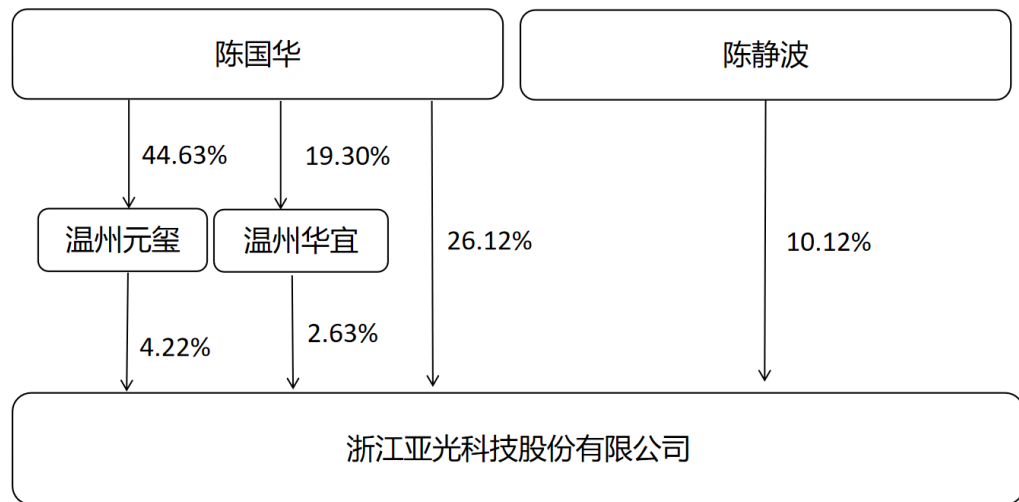 陈国华
陈静波
44.63%
19.30%
温州元玺
温州华宜
26.12%
10.12%
4.22%
2.63%
浙江亚光科技股份有限公司